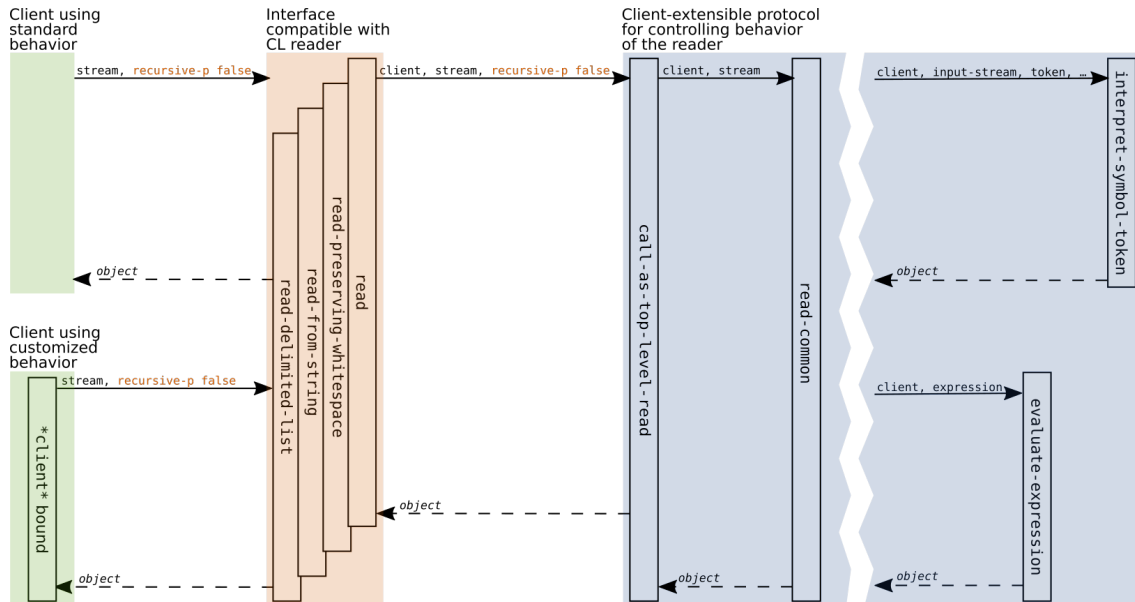 Client using
standard
behavior
Interface
compatible with
CL reader
Client-extensible protocol
for controlling behavior
of the reader
stream, recursive-p false
client, stream, recursive-p false
client, stream
client, input-stream, token, …
interpret-symbol-token
read
read-preserving-whitespace
read-from-string
read-delimited-list
call-as-top-level-read
read-common
object
object
Client using
customized
behavior
stream, recursive-p false
client, expression
*client* bound
evaluate-expression
object
object
object
object